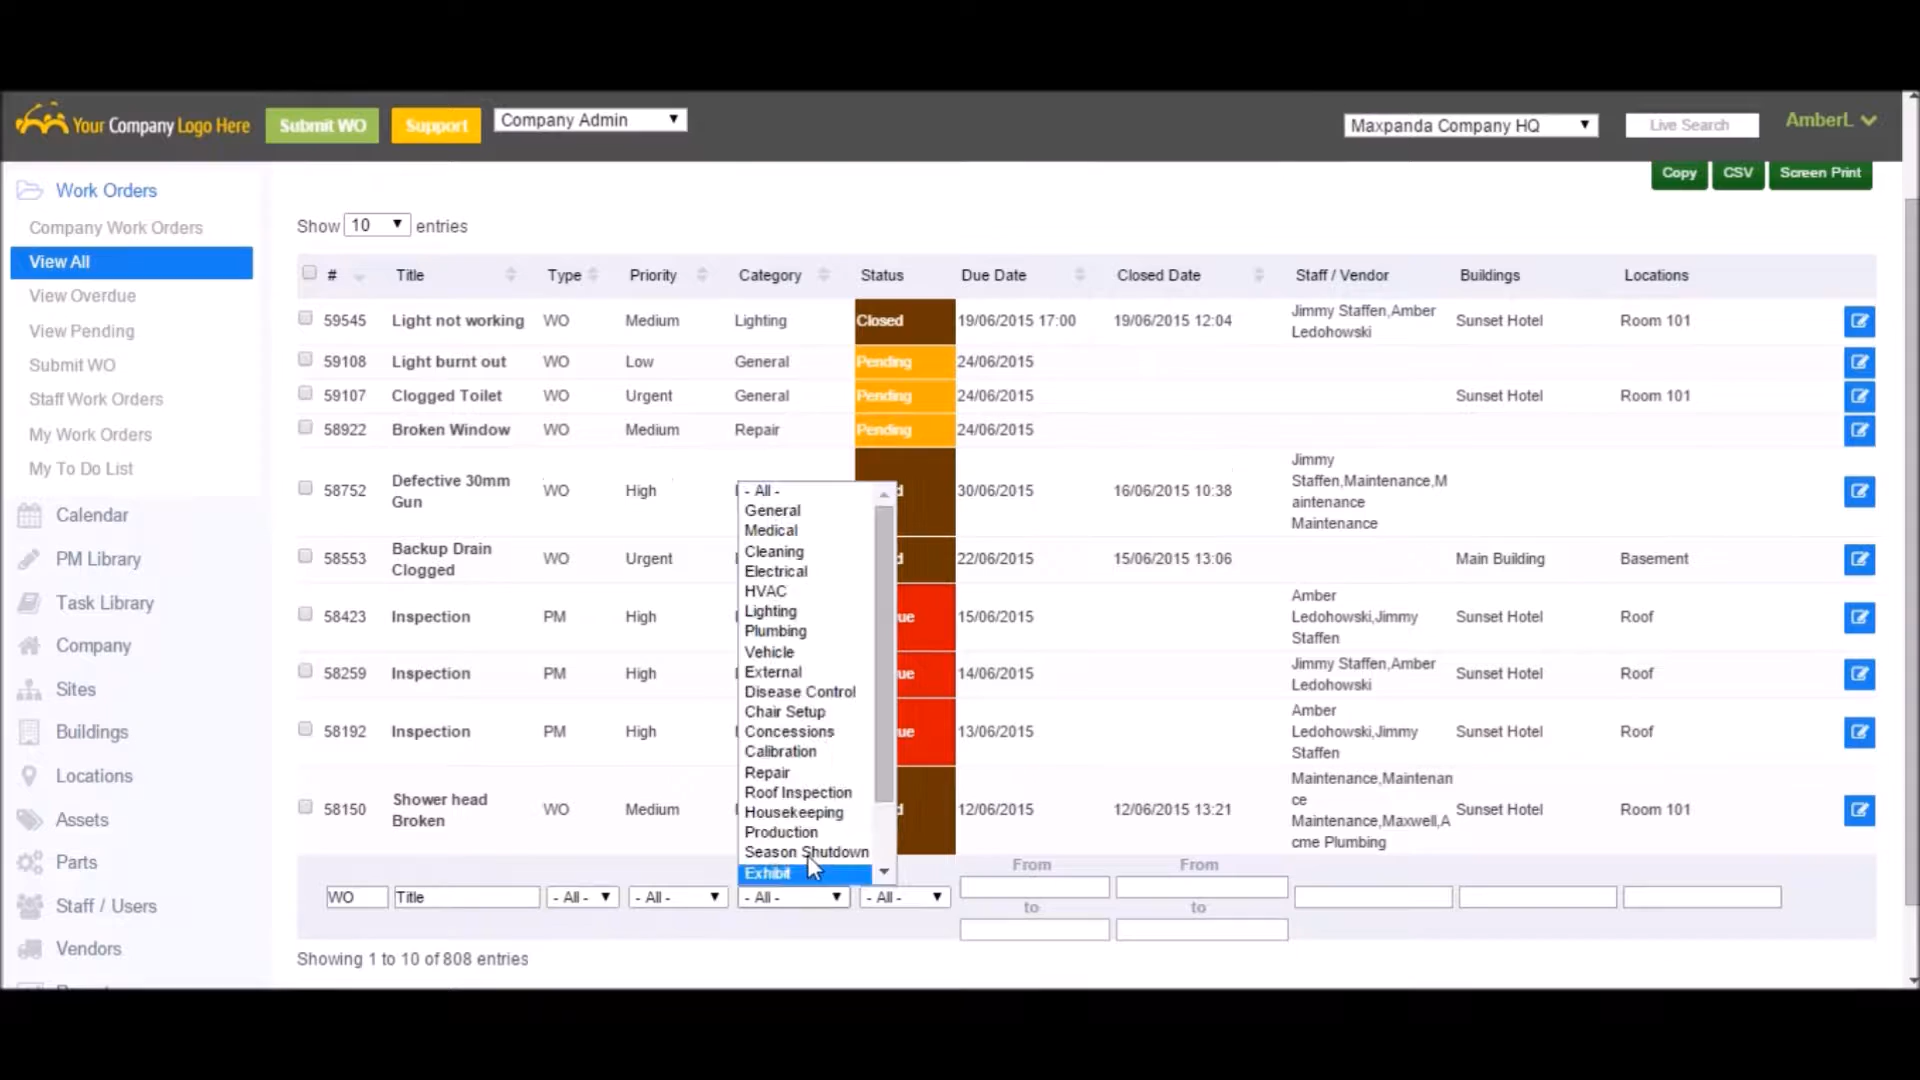 Your Company Logo Here
Submit WO
Support
Company Admin
Maxpanda Company HQ
Live Search
AmberL
Copy
CSV
Screen Print
Work Orders
Company Work Orders
View All
View Overdue
View Pending
Submit WO
Staff Work Orders
My Work Orders
My To Do List
Calendar
PM Library
Task Library
Company
Sites
Buildings
Locations
Assets
Parts
Staff / Users
Vendors
Show 10 entries
# Title Type Priority Category Status Due Date Closed Date Staff / Vendor Buildings Locations
59545 Light not working WO Medium Lighting Closed 19/06/2015 17:00 19/06/2015 12:04 Jimmy Staffen,Amber Sunset Hotel Room 101
Ledohowski
59108 Light burnt out WO Low General Pending 24/06/2015
59107 Clogged Toilet WO Urgent General Pending 24/06/2015 Sunset Hotel Room 101
58922 Broken Window WO Medium Repair Pending 24/06/2015
58752 Defective 30mm WO High d 30/06/2015 16/06/2015 10:38 Jimmy
Gun
Staffen,Maintenance,M
aintenance
Maintenance
58553 Backup Drain WO Urgent d 22/06/2015 15/06/2015 13:06 Main Building Basement
Clogged
58423 Inspection PM High ue 15/06/2015 Amber Sunset Hotel Roof
Ledohowski,Jimmy
Staffen
58259 Inspection PM High ue 14/06/2015 Jimmy Staffen,Amber Sunset Hotel Roof
Ledohowski
58192 Inspection PM High ue 13/06/2015 Amber Sunset Hotel Roof
Ledohowski,Jimmy
Staffen
58150 Shower head WO Medium d 12/06/2015 12/06/2015 13:21 Maintenance,Maintenan Sunset Hotel Room 101
Broken
ce
Maintenance,Maxwell,A
cme Plumbing
- All -
General
Medical
Cleaning
Electrical
HVAC
Lighting
Plumbing
Vehicle
External
Disease Control
Chair Setup
Concessions
Calibration
Repair
Roof Inspection
Housekeeping
Production
Season Shutdown
Exhibit
From From
WO Title - All - - All - - All - - All -
to to
Showing 1 to 10 of 808 entries